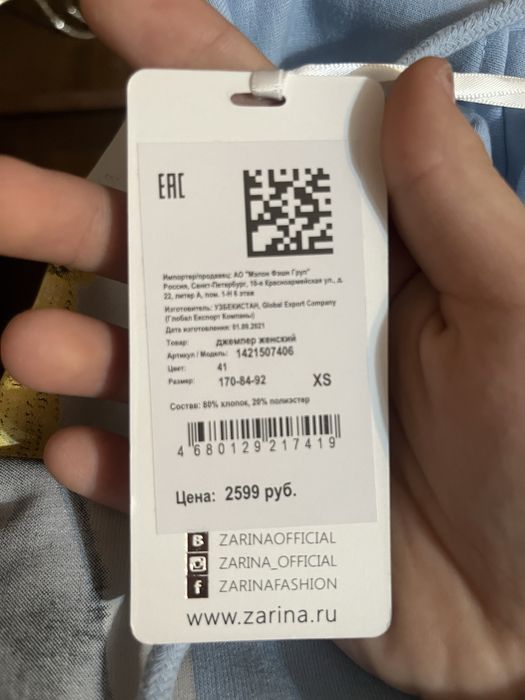 EAC
Импортер/продавец: АО "Мэлон Фэшн Груп"
Россия, Санкт-Петербург, 10-я Красноармейская ул., д.
22, литер А, пом. 1-Н 6 этаж
Изготовитель: УЗБЕКИСТАН, Global Export Company
(Глобал Експорт Компаны)
Дата изготовления: 01.09.2021
Товар: джемпер женский
Артикул / Модель: 1421507406
Цвет: 41
Размер: 170-84-92 XS
Состав: 80% хлопок, 20% полиэстер
4 680129 217419
Цена: 2599 руб.
ZARINAOFFICIAL
ZARINA_OFFICIAL
ZARINAFASHION
www.zarina.ru